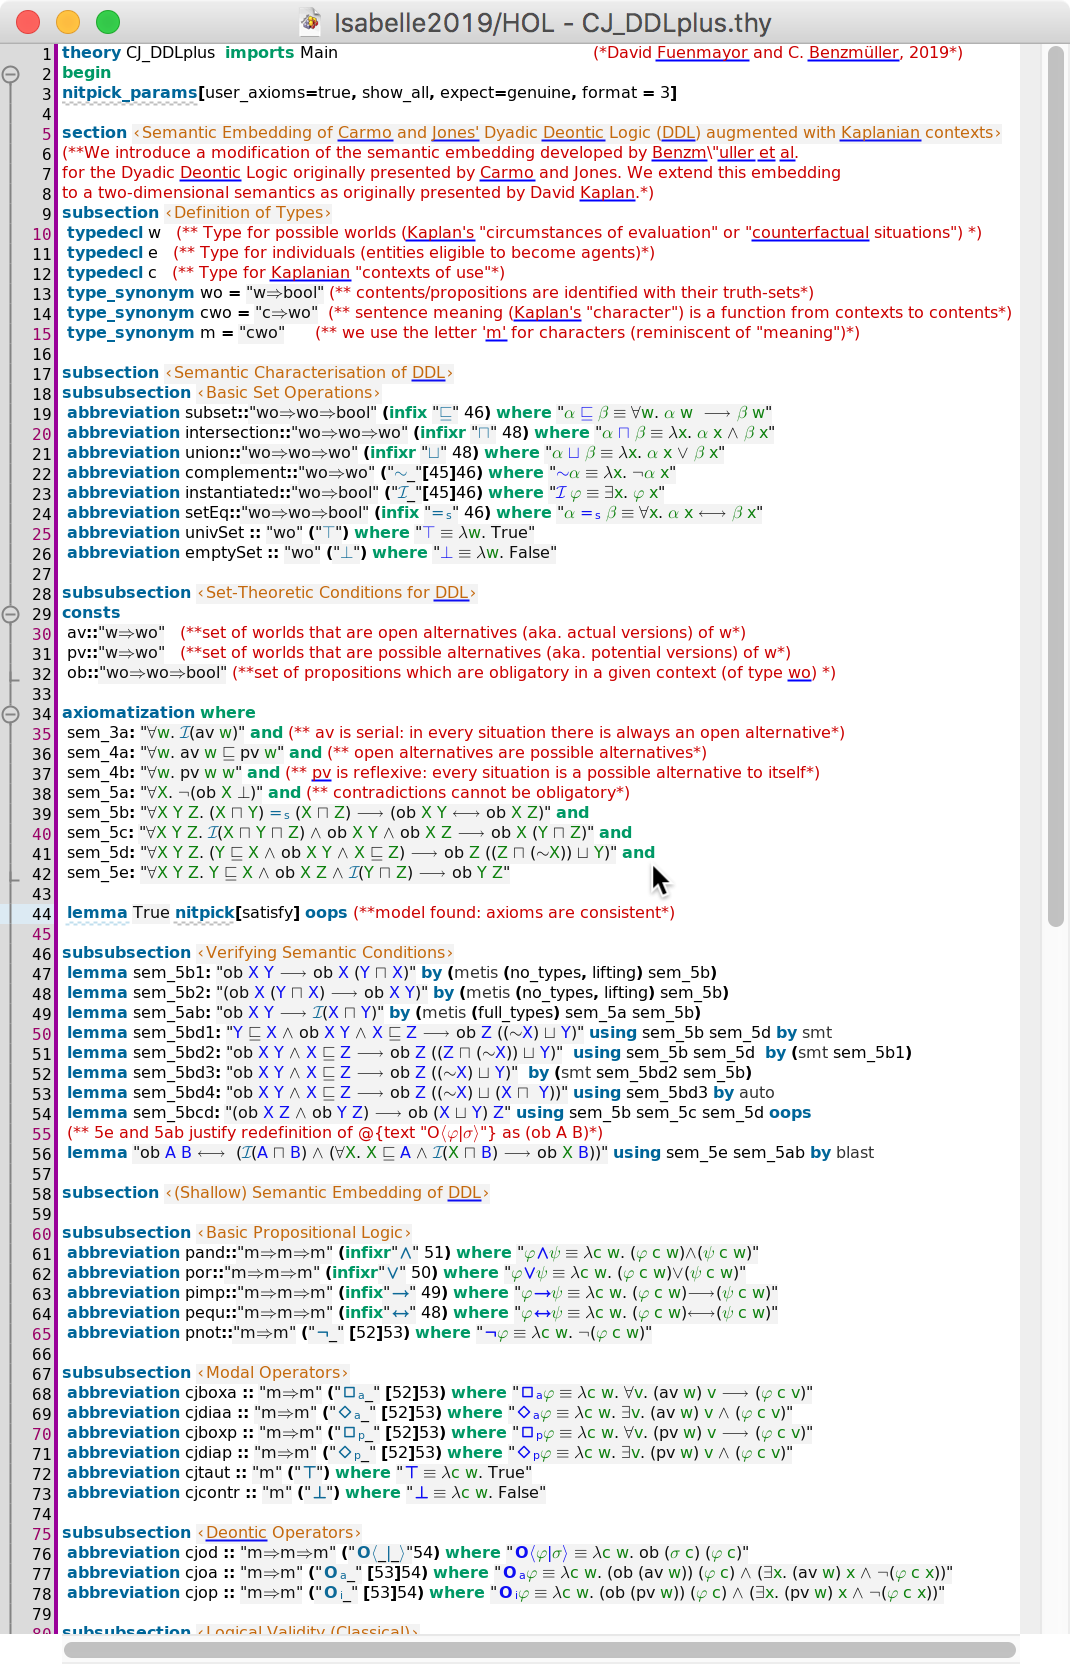 Isabelle2019/HOL - CJ_DDLplus.thy
1 theory CJ_DDLplus imports Main (*David Fuenmayor and C. Benzmüller, 2019*)
2 begin
3 nitpick_params[user_axioms=true, show_all, expect=genuine, format = 3]
4
5 section ‹Semantic Embedding of Carmo and Jones' Dyadic Deontic Logic (DDL) augmented with Kaplanian contexts›
6 (**We introduce a modification of the semantic embedding developed by Benzm\"uller et al.
7 for the Dyadic Deontic Logic originally presented by Carmo and Jones. We extend this embedding
8 to a two-dimensional semantics as originally presented by David Kaplan.*)
9 subsection ‹Definition of Types›
10 typedecl w (** Type for possible worlds (Kaplan's "circumstances of evaluation" or "counterfactual situations") *)
11 typedecl e (** Type for individuals (entities eligible to become agents)*)
12 typedecl c (** Type for Kaplanian "contexts of use"*)
13 type_synonym wo = "w⇒bool" (** contents/propositions are identified with their truth-sets*)
14 type_synonym cwo = "c⇒wo" (** sentence meaning (Kaplan's "character") is a function from contexts to contents*)
15 type_synonym m = "cwo" (** we use the letter 'm' for characters (reminiscent of "meaning")*)
16
17 subsection ‹Semantic Characterisation of DDL›
18 subsubsection ‹Basic Set Operations›
19 abbreviation subset::"wo⇒wo⇒bool" (infix "⊑" 46) where "α ⊑ β ≡ ∀w. α w ⟶ β w"
20 abbreviation intersection::"wo⇒wo⇒wo" (infixr "⊓" 48) where "α ⊓ β ≡ λx. α x ∧ β x"
21 abbreviation union::"wo⇒wo⇒wo" (infixr "⊔" 48) where "α ⊔ β ≡ λx. α x ∨ β x"
22 abbreviation complement::"wo⇒wo" ("∼_"[45]46) where "∼α ≡ λx. ¬α x"
23 abbreviation instantiated::"wo⇒bool" ("ℐ_"[45]46) where "ℐ φ ≡ ∃x. φ x"
24 abbreviation setEq::"wo⇒wo⇒bool" (infix "=ₛ" 46) where "α =ₛ β ≡ ∀x. α x ⟷ β x"
25 abbreviation univSet :: "wo" ("⊤") where "⊤ ≡ λw. True"
26 abbreviation emptySet :: "wo" ("⊥") where "⊥ ≡ λw. False"
27
28 subsubsection ‹Set-Theoretic Conditions for DDL›
29 consts
30 av::"w⇒wo" (**set of worlds that are open alternatives (aka. actual versions) of w*)
31 pv::"w⇒wo" (**set of worlds that are possible alternatives (aka. potential versions) of w*)
32 ob::"wo⇒wo⇒bool" (**set of propositions which are obligatory in a given context (of type wo) *)
33
34 axiomatization where
35 sem_3a: "∀w. ℐ(av w)" and (** av is serial: in every situation there is always an open alternative*)
36 sem_4a: "∀w. av w ⊑ pv w" and (** open alternatives are possible alternatives*)
37 sem_4b: "∀w. pv w w" and (** pv is reflexive: every situation is a possible alternative to itself*)
38 sem_5a: "∀X. ¬(ob X ⊥)" and (** contradictions cannot be obligatory*)
39 sem_5b: "∀X Y Z. (X ⊓ Y) =ₛ (X ⊓ Z) ⟶ (ob X Y ⟷ ob X Z)" and
40 sem_5c: "∀X Y Z. ℐ(X ⊓ Y ⊓ Z) ∧ ob X Y ∧ ob X Z ⟶ ob X (Y ⊓ Z)" and
41 sem_5d: "∀X Y Z. (Y ⊑ X ∧ ob X Y ∧ X ⊑ Z) ⟶ ob Z ((Z ⊓ (∼X)) ⊔ Y)" and
42 sem_5e: "∀X Y Z. Y ⊑ X ∧ ob X Z ∧ ℐ(Y ⊓ Z) ⟶ ob Y Z"
43
44 lemma True nitpick[satisfy] oops (**model found: axioms are consistent*)
45
46 subsubsection ‹Verifying Semantic Conditions›
47 lemma sem_5b1: "ob X Y ⟶ ob X (Y ⊓ X)" by (metis (no_types, lifting) sem_5b)
48 lemma sem_5b2: "(ob X (Y ⊓ X) ⟶ ob X Y)" by (metis (no_types, lifting) sem_5b)
49 lemma sem_5ab: "ob X Y ⟶ ℐ(X ⊓ Y)" by (metis (full_types) sem_5a sem_5b)
50 lemma sem_5bd1: "Y ⊑ X ∧ ob X Y ∧ X ⊑ Z ⟶ ob Z ((∼X) ⊔ Y)" using sem_5b sem_5d by smt
51 lemma sem_5bd2: "ob X Y ∧ X ⊑ Z ⟶ ob Z ((Z ⊓ (∼X)) ⊔ Y)" using sem_5b sem_5d by (smt sem_5b1)
52 lemma sem_5bd3: "ob X Y ∧ X ⊑ Z ⟶ ob Z ((∼X) ⊔ Y)" by (smt sem_5bd2 sem_5b)
53 lemma sem_5bd4: "ob X Y ∧ X ⊑ Z ⟶ ob Z ((∼X) ⊔ (X ⊓ Y))" using sem_5bd3 by auto
54 lemma sem_5bcd: "(ob X Z ∧ ob Y Z) ⟶ ob (X ⊔ Y) Z" using sem_5b sem_5c sem_5d oops
55 (** 5e and 5ab justify redefinition of @{text "O⟨φ|σ⟩"} as (ob A B)*)
56 lemma "ob A B ⟷ (ℐ(A ⊓ B) ∧ (∀X. X ⊑ A ∧ ℐ(X ⊓ B) ⟶ ob X B))" using sem_5e sem_5ab by blast
57
58 subsection ‹(Shallow) Semantic Embedding of DDL›
59
60 subsubsection ‹Basic Propositional Logic›
61 abbreviation pand::"m⇒m⇒m" (infixr"∧" 51) where "φ∧ψ ≡ λc w. (φ c w)∧(ψ c w)"
62 abbreviation por::"m⇒m⇒m" (infixr"∨" 50) where "φ∨ψ ≡ λc w. (φ c w)∨(ψ c w)"
63 abbreviation pimp::"m⇒m⇒m" (infix"→" 49) where "φ→ψ ≡ λc w. (φ c w)⟶(ψ c w)"
64 abbreviation pequ::"m⇒m⇒m" (infix"↔" 48) where "φ↔ψ ≡ λc w. (φ c w)⟷(ψ c w)"
65 abbreviation pnot::"m⇒m" ("¬_" [52]53) where "¬φ ≡ λc w. ¬(φ c w)"
66
67 subsubsection ‹Modal Operators›
68 abbreviation cjboxa :: "m⇒m" ("□ₐ_" [52]53) where "□ₐφ ≡ λc w. ∀v. (av w) v ⟶ (φ c v)"
69 abbreviation cjdiaa :: "m⇒m" ("◇ₐ_" [52]53) where "◇ₐφ ≡ λc w. ∃v. (av w) v ∧ (φ c v)"
70 abbreviation cjboxp :: "m⇒m" ("□ₚ_" [52]53) where "□ₚφ ≡ λc w. ∀v. (pv w) v ⟶ (φ c v)"
71 abbreviation cjdiap :: "m⇒m" ("◇ₚ_" [52]53) where "◇ₚφ ≡ λc w. ∃v. (pv w) v ∧ (φ c v)"
72 abbreviation cjtaut :: "m" ("⊤") where "⊤ ≡ λc w. True"
73 abbreviation cjcontr :: "m" ("⊥") where "⊥ ≡ λc w. False"
74
75 subsubsection ‹Deontic Operators›
76 abbreviation cjod :: "m⇒m⇒m" ("O⟨_|_⟩"54) where "O⟨φ|σ⟩ ≡ λc w. ob (σ c) (φ c)"
77 abbreviation cjoa :: "m⇒m" ("Oₐ_" [53]54) where "Oₐφ ≡ λc w. (ob (av w)) (φ c) ∧ (∃x. (av w) x ∧ ¬(φ c x))"
78 abbreviation cjop :: "m⇒m" ("Oᵢ_" [53]54) where "Oᵢφ ≡ λc w. (ob (pv w)) (φ c) ∧ (∃x. (pv w) x ∧ ¬(φ c x))"
79
80 subsubsection ‹Logical Validity (Classical)›